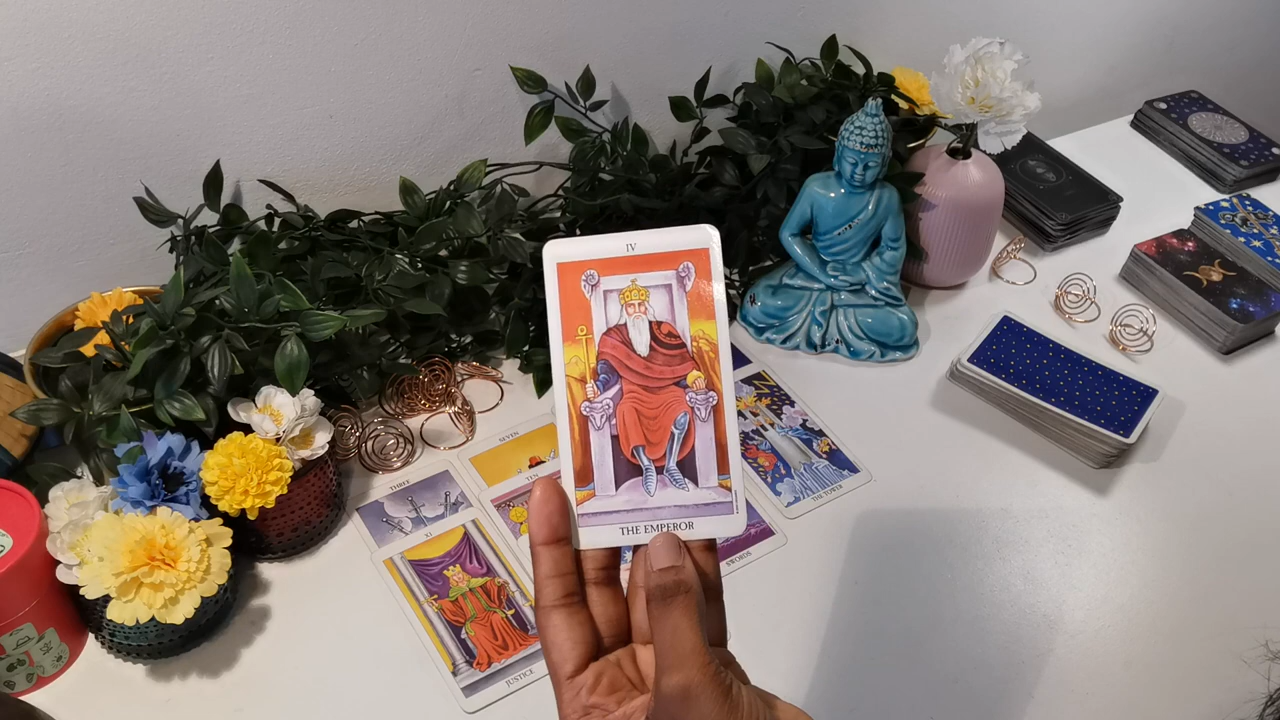 IV
THE EMPEROR
SEVEN
TEN
THREE
XI
JUSTICE
THE TOWER
SWORDS